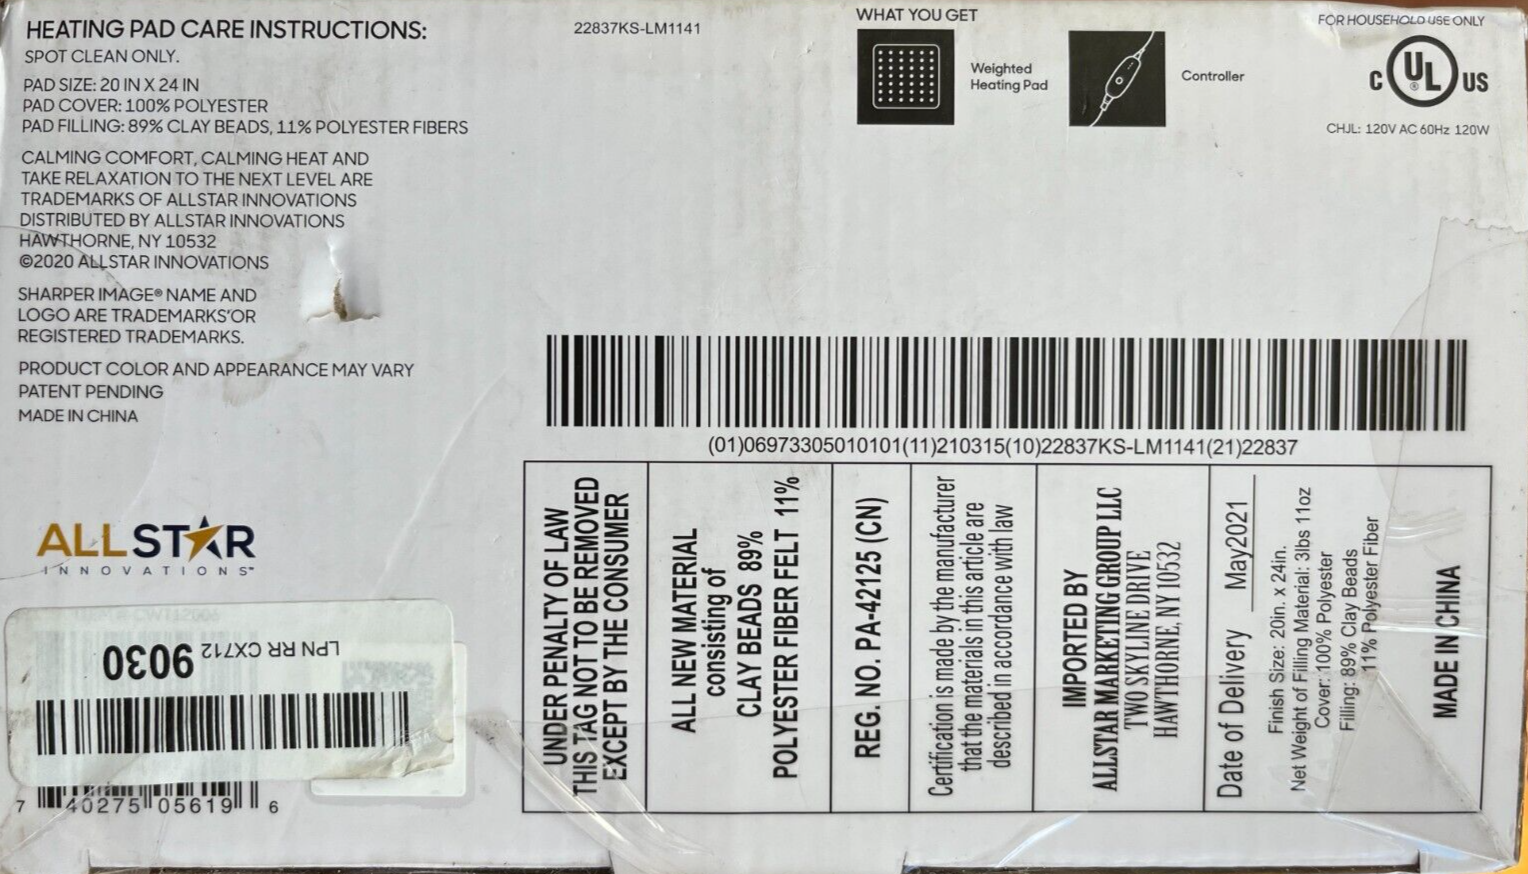 HEATING PAD CARE INSTRUCTIONS:
SPOT CLEAN ONLY.
PAD SIZE: 20 IN X 24 IN
PAD COVER: 100% POLYESTER
PAD FILLING: 89% CLAY BEADS, 11% POLYESTER FIBERS
CALMING COMFORT, CALMING HEAT AND
TAKE RELAXATION TO THE NEXT LEVEL ARE
TRADEMARKS OF ALLSTAR INNOVATIONS
DISTRIBUTED BY ALLSTAR INNOVATIONS
HAWTHORNE, NY 10532
©2020 ALLSTAR INNOVATIONS
SHARPER IMAGE® NAME AND
LOGO ARE TRADEMARKS OR
REGISTERED TRADEMARKS.
PRODUCT COLOR AND APPEARANCE MAY VARY
PATENT PENDING
MADE IN CHINA
22837KS-LM1141
WHAT YOU GET
Weighted
Heating Pad
Controller
FOR HOUSEHOLD USE ONLY
C UL® US
CHJL: 120V AC 60Hz 120W
(01)06973305010101(11)210315(10)22837KS-LM1141(21)22837
UNDER PENALTY OF LAW
THIS TAG NOT TO BE REMOVED
EXCEPT BY THE CONSUMER
ALL NEW MATERIAL
consisting of
CLAY BEADS 89%
POLYESTER FIBER FELT 11%
REG. NO. PA-42125 (CN)
Certification is made by the manufacturer
that the materials in this article are
described in accordance with law
IMPORTED BY
ALLSTAR MARKETING GROUP LLC
TWO SKYLINE DRIVE
HAWTHORNE, NY 10532
Date of Delivery May2021
Finish Size: 20in. x 24in.
Net Weight of Filling Material: 3lbs 11oz
Cover: 100% Polyester
Filling: 89% Clay Beads
11% Polyester Fiber
MADE IN CHINA
ALLSTAR
INNOVATIONS™
LPN RR CX712 9030
7 40275 05619 6